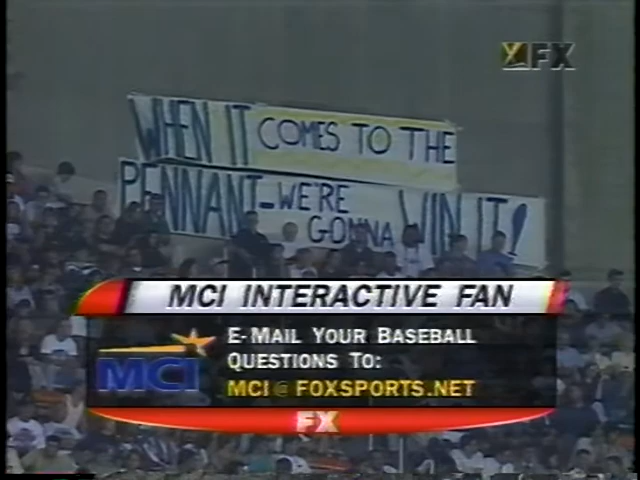 FX
WHEN IT COMES TO THE
PENNANT-WE'RE GONNA WIN IT!
MCI INTERACTIVE FAN
MCI
E-MAIL YOUR BASEBALL
QUESTIONS TO:
MCI@FOXSPORTS.NET
FX